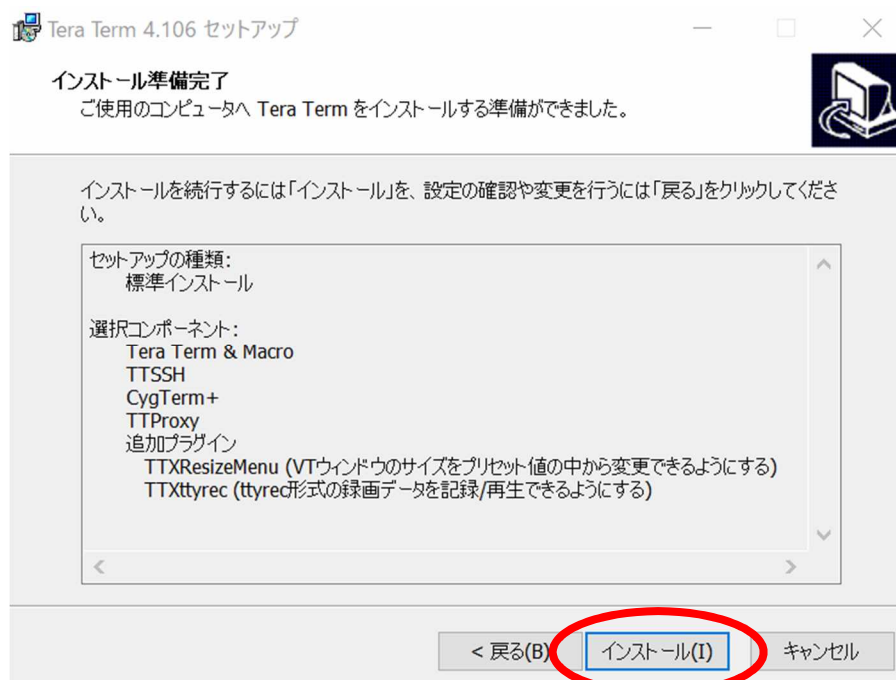 Tera Term 4.106 セットアップ
インストール準備完了
ご使用のコンピュータへ Tera Term をインストールする準備ができました。
インストールを続行するには「インストール」を、設定の確認や変更を行うには「戻る」をクリックしてくださ
い。
セットアップの種類:
標準インストール
選択コンポーネント:
Tera Term & Macro
TTSSH
CygTerm+
TTProxy
追加プラグイン
TTXResizeMenu (VTウィンドウのサイズをプリセット値の中から変更できるようにする)
TTXttyrec (ttyrec形式の録画データを記録/再生できるようにする)
< 戻る(B) インストール(I) キャンセル